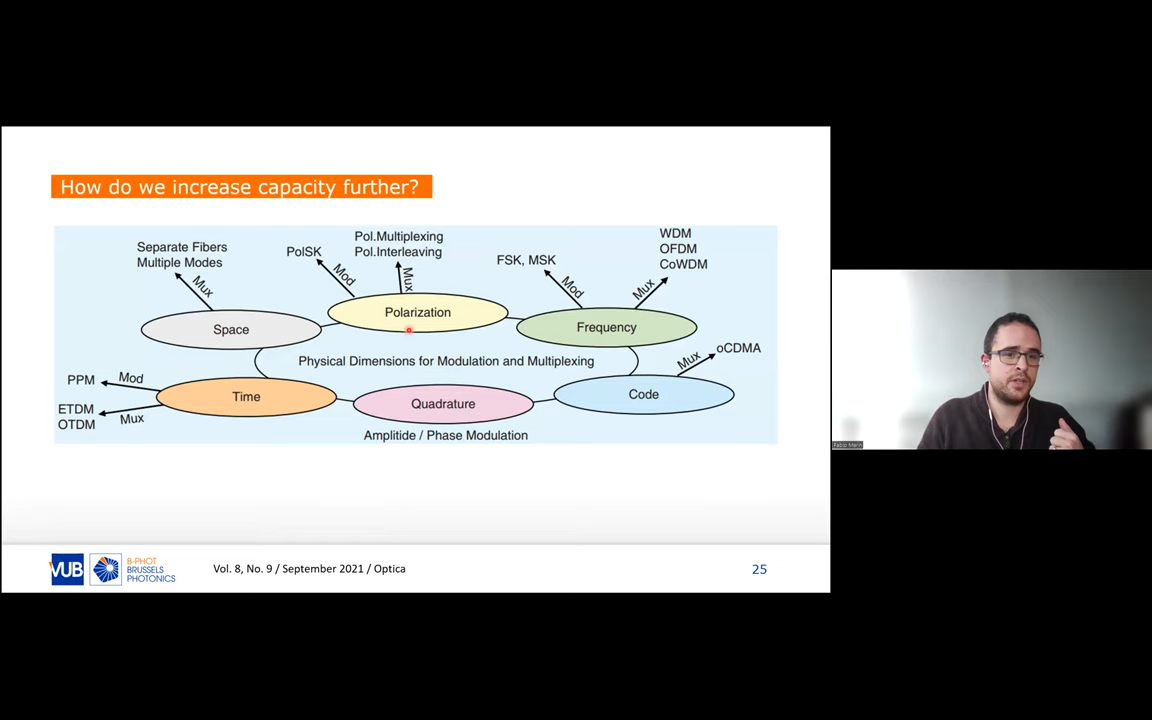 How do we increase capacity further?
Separate Fibers
Multiple Modes
Mux
PolSK
Mod
Pol.Multiplexing
Pol.Interleaving
Mux
FSK, MSK
Mod
WDM
OFDM
CoWDM
Mux
Space
Polarization
Frequency
Physical Dimensions for Modulation and Multiplexing
Mux
oCDMA
PPM
Mod
ETDM
OTDM
Mux
Time
Quadrature
Code
Amplitide / Phase Modulation
VUB
B-PHOT
BRUSSELS
PHOTONICS
Vol. 8, No. 9 / September 2021 / Optica
25